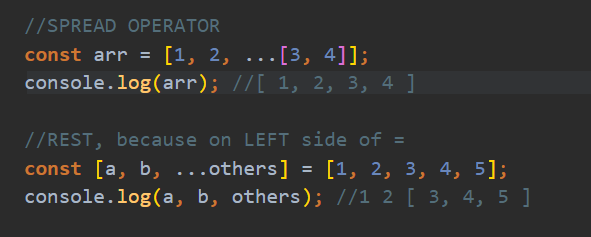 //SPREAD OPERATOR
const arr = [1, 2, ...[3, 4]];
console.log(arr); //[ 1, 2, 3, 4 ]
//REST, because on LEFT side of =
const [a, b, ...others] = [1, 2, 3, 4, 5];
console.log(a, b, others); //1 2 [ 3, 4, 5 ]